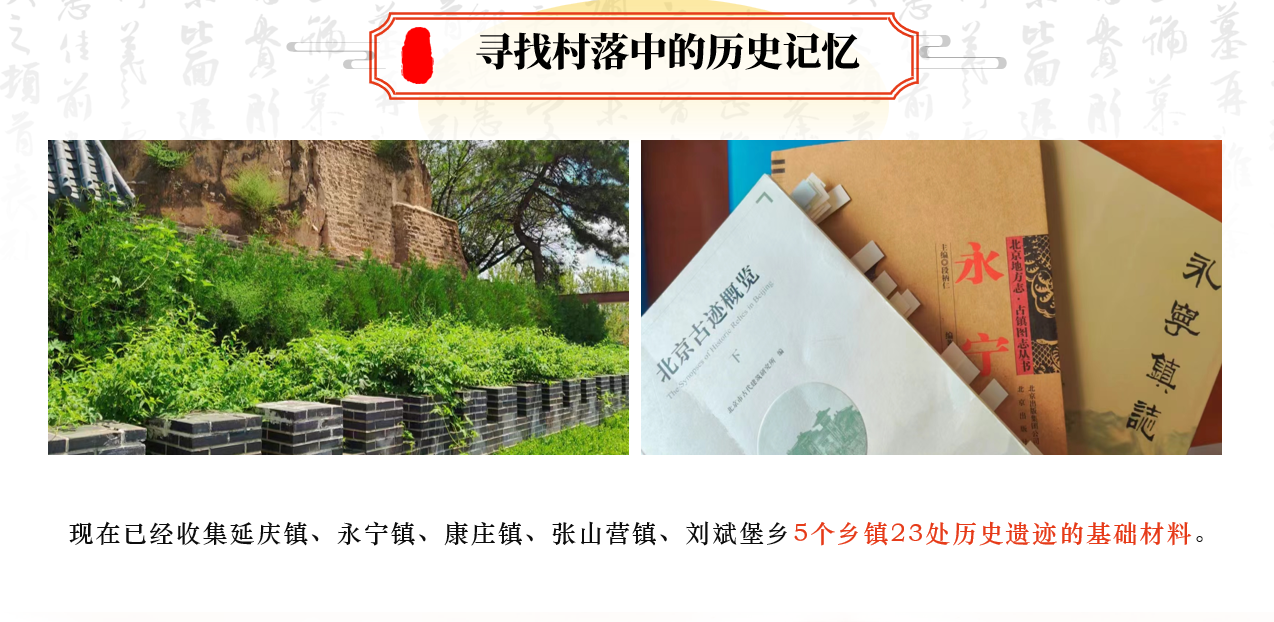 寻找村落中的历史记忆
北京古迹概览
The Synopses of Historic Relics in Beijing
下
北京市古代建筑研究所 编
主编○段柄仁
永宁
北京地方志·古镇图志丛书
北京出版集团公司
北京出版
永寧鎮誌
现在已经收集延庆镇、永宁镇、康庄镇、张山营镇、刘斌堡乡5个乡镇23处历史遗迹的基础材料。